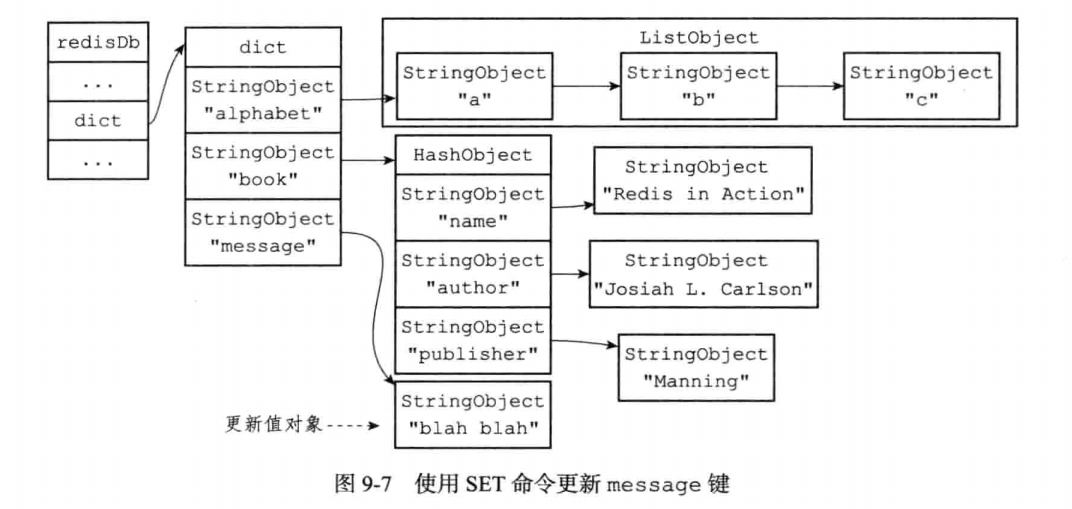 redisDb
...
dict
...
dict
StringObject
"alphabet"
StringObject
"book"
StringObject
"message"
ListObject
StringObject
"a"
StringObject
"b"
StringObject
"c"
HashObject
StringObject
"name"
StringObject
"author"
StringObject
"publisher"
StringObject
"Redis in Action"
StringObject
"Josiah L. Carlson"
StringObject
"Manning"
更新值对象
StringObject
"blah blah"
图 9-7 使用 SET 命令更新 message 键